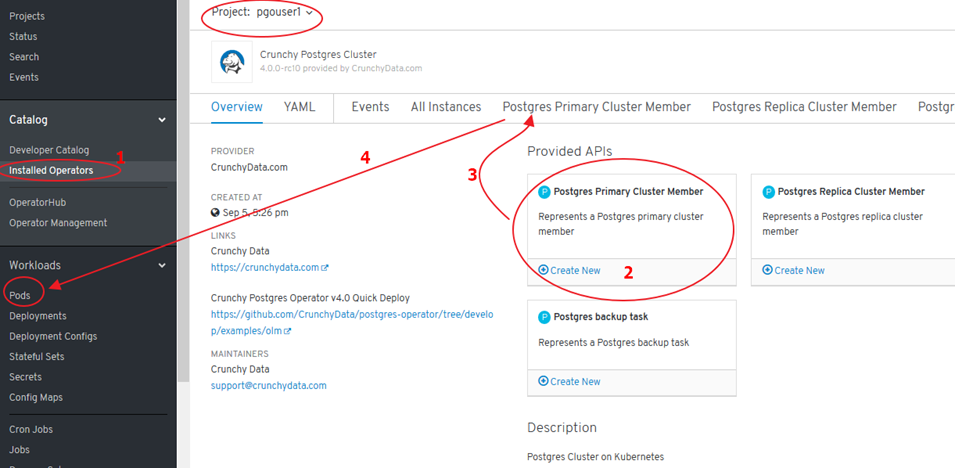 Projects
Status
Search
Events
Catalog
Developer Catalog
1
Installed Operators
OperatorHub
Operator Management
Workloads
Pods
Deployments
Deployment Configs
Stateful Sets
Secrets
Config Maps
Cron Jobs
Jobs
Project: pgouser1
Crunchy Postgres Cluster
4.0.0-rc10 provided by CrunchyData.com
Overview YAML Events All Instances Postgres Primary Cluster Member Postgres Replica Cluster Member Postgr
4
3
PROVIDER
CrunchyData.com
CREATED AT
Sep 5, 5:26 pm
LINKS
Crunchy Data
https://crunchydata.com
Crunchy Postgres Operator v4.0 Quick Deploy
https://github.com/CrunchyData/postgres-operator/tree/develo
p/examples/olm
MAINTAINERS
Crunchy Data
support@crunchydata.com
Provided APIs
P Postgres Primary Cluster Member
Represents a Postgres primary cluster
member
Create New 2
P Postgres Replica Cluster Member
Represents a Postgres replica cluster
member
Create New
P Postgres backup task
Represents a Postgres backup task
Create New
Description
Postgres Cluster on Kubernetes